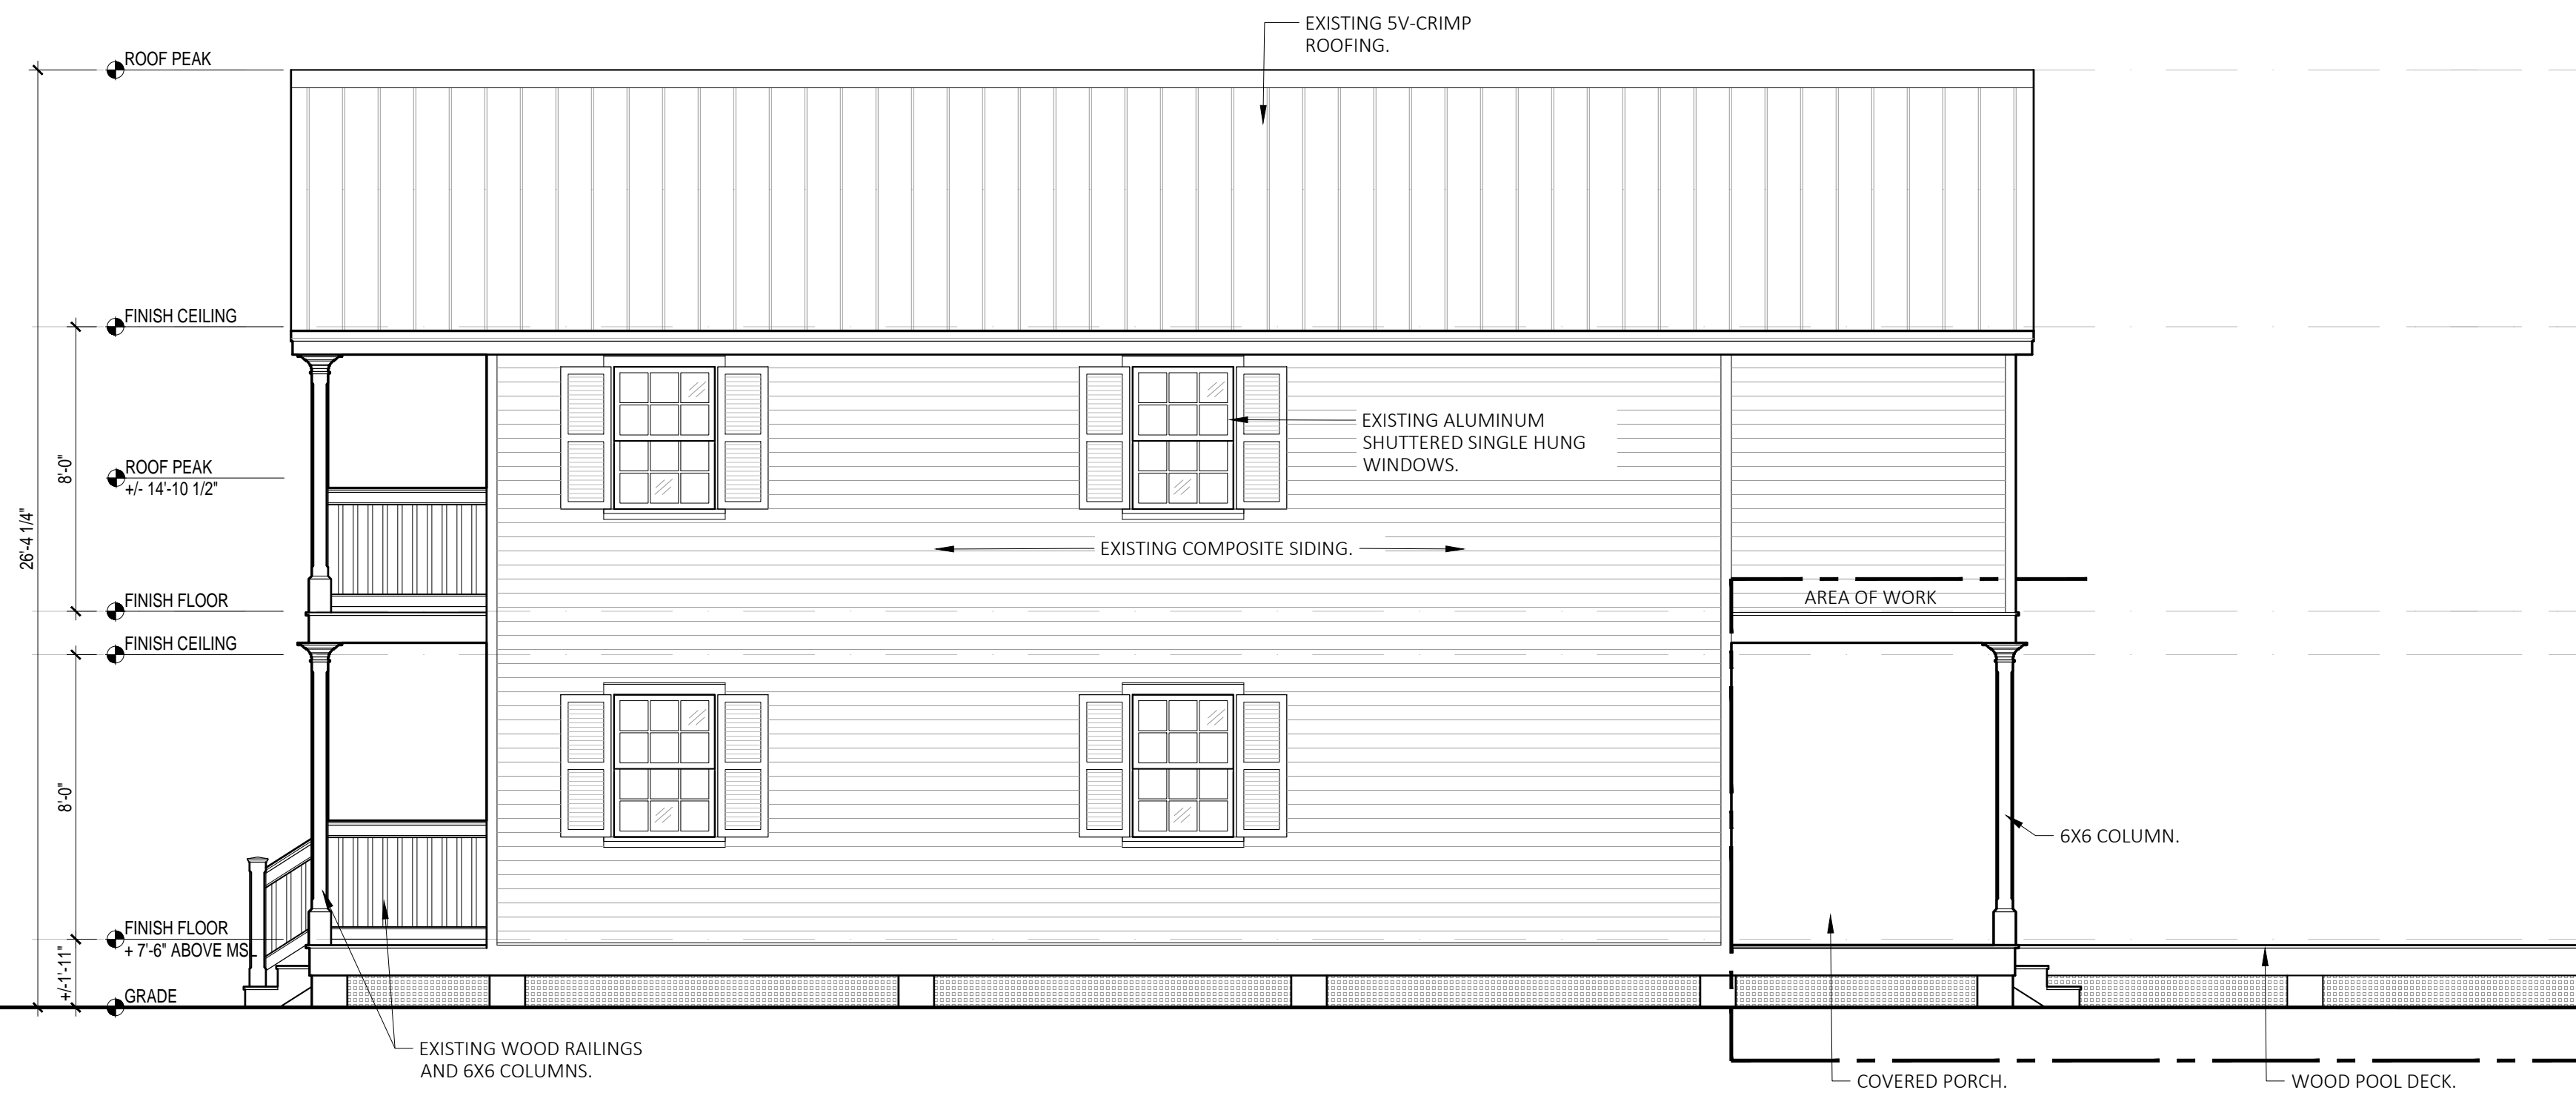 EXISTING 5V-CRIMP
ROOFING.
ROOF PEAK
FINISH CEILING
EXISTING ALUMINUM
SHUTTERED SINGLE HUNG
WINDOWS.
8'-0"
ROOF PEAK
+/- 14'-10 1/2"
26'-4 1/4"
EXISTING COMPOSITE SIDING.
FINISH FLOOR
AREA OF WORK
FINISH CEILING
8'-0"
6X6 COLUMN.
FINISH FLOOR
+ 7'-6" ABOVE MSL
+/-1'-11"
GRADE
EXISTING WOOD RAILINGS
AND 6X6 COLUMNS.
COVERED PORCH.
WOOD POOL DECK.